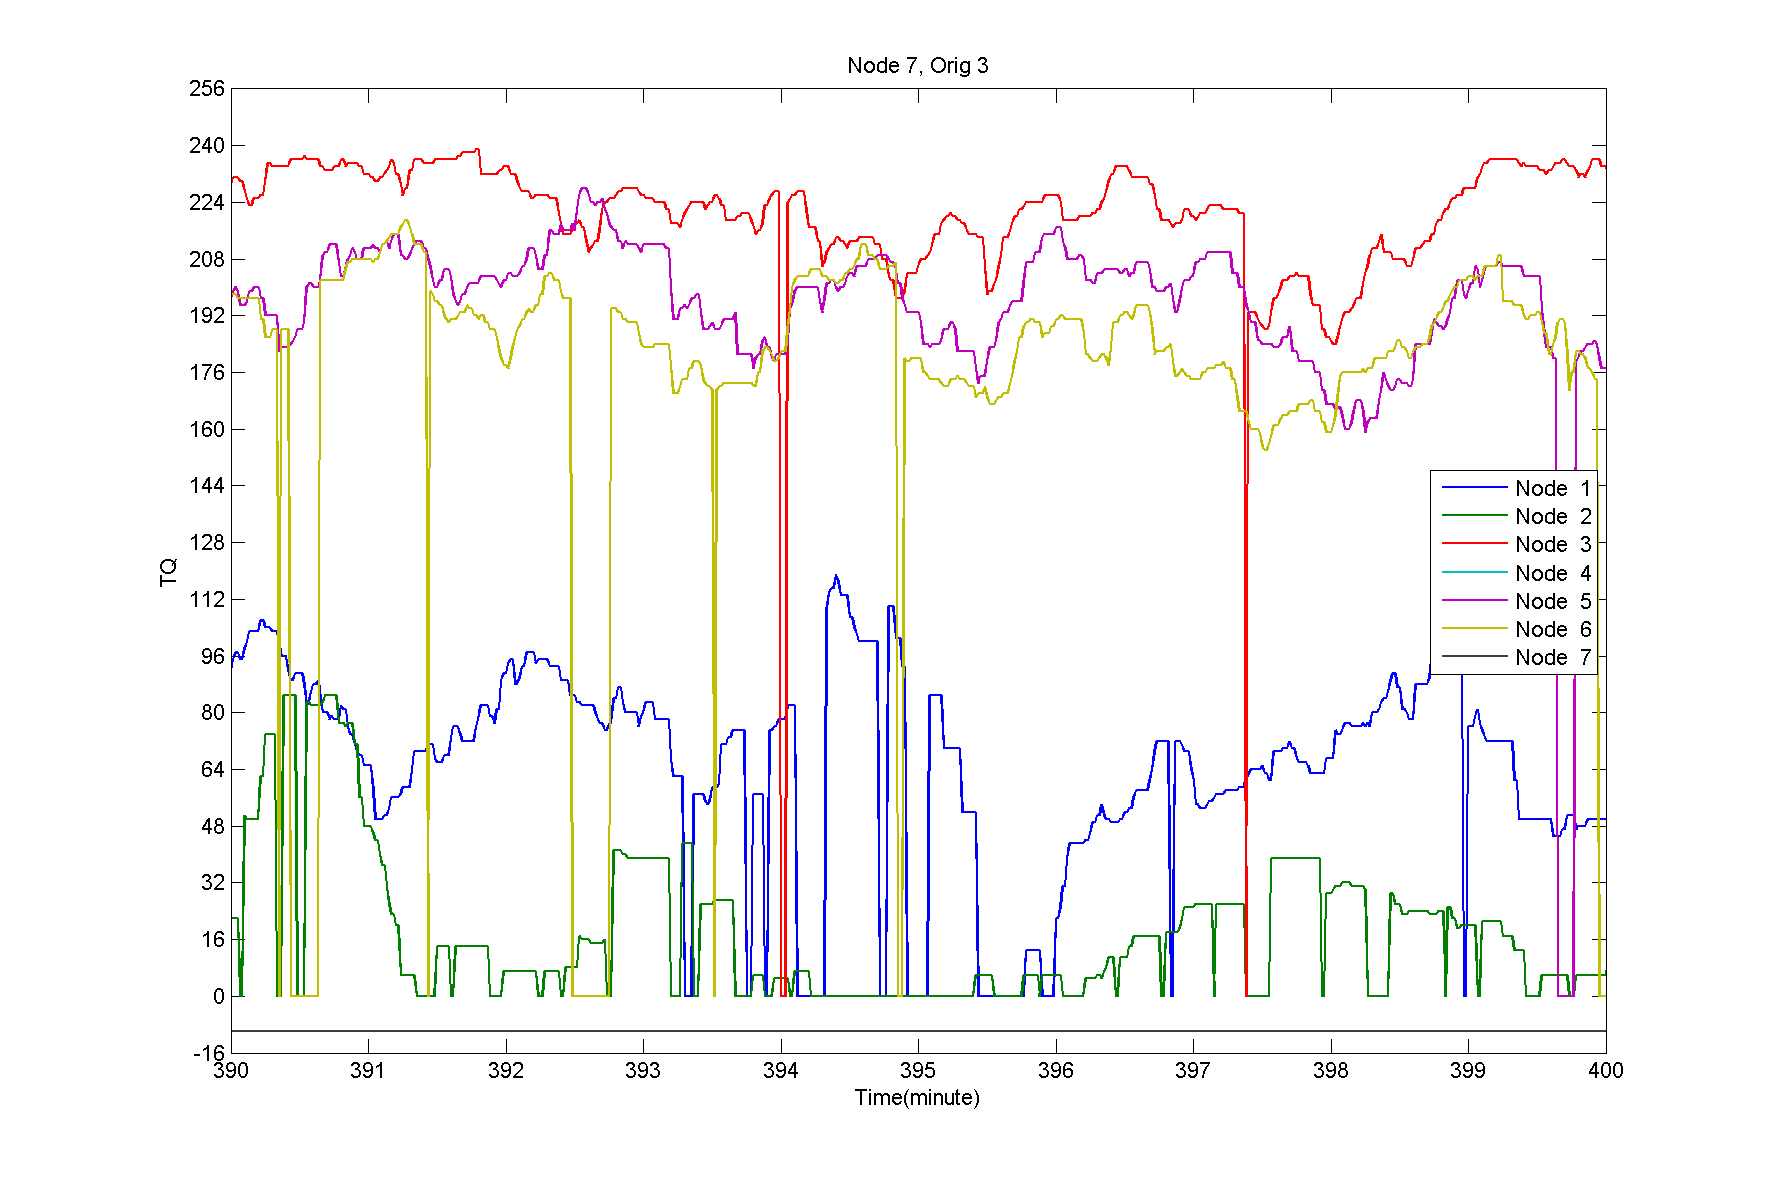 Node 7, Orig 3
256
240
224
208
192
176
160
144
128
112
96
80
64
48
32
16
0
-16
TQ
Node 1
Node 2
Node 3
Node 4
Node 5
Node 6
Node 7
390 391 392 393 394 395 396 397 398 399 400
Time(minute)